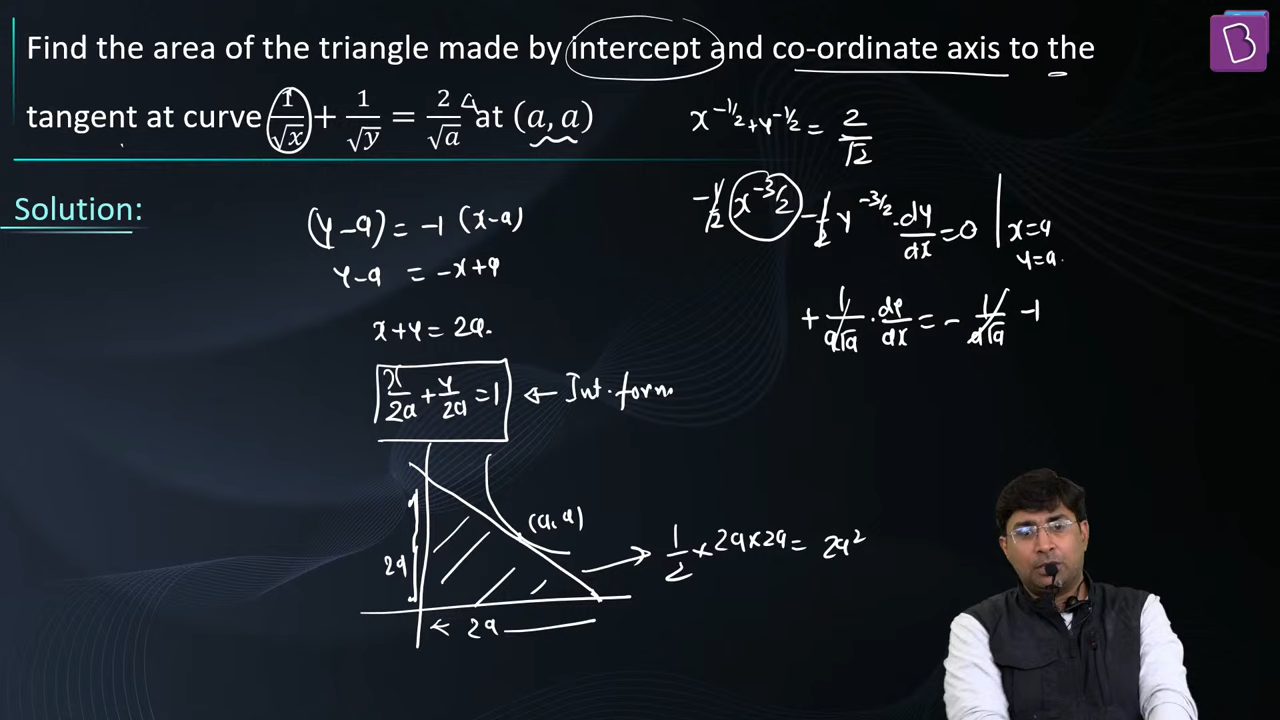 Find the area of the triangle made by intercept and co-ordinate axis to the
tangent at curve 1/√x + 1/√y = 2/√a at (a, a)
Solution:
x^-1/2 + y^-1/2 = 2/√2
-1/2 x^-3/2 - 1/2 y^-3/2 · dy/dx = 0 | x=a
y=a.
+ 1/a√a · dy/dx = - 1/a√a -1
(y-a) = -1 (x-a)
y-a = -x+a
x+y = 2a.
x/2a + y/2a = 1 ← Int. form
(a, a)
2a
← 2a
→ 1/2 × 2a × 2a = 2a²
B